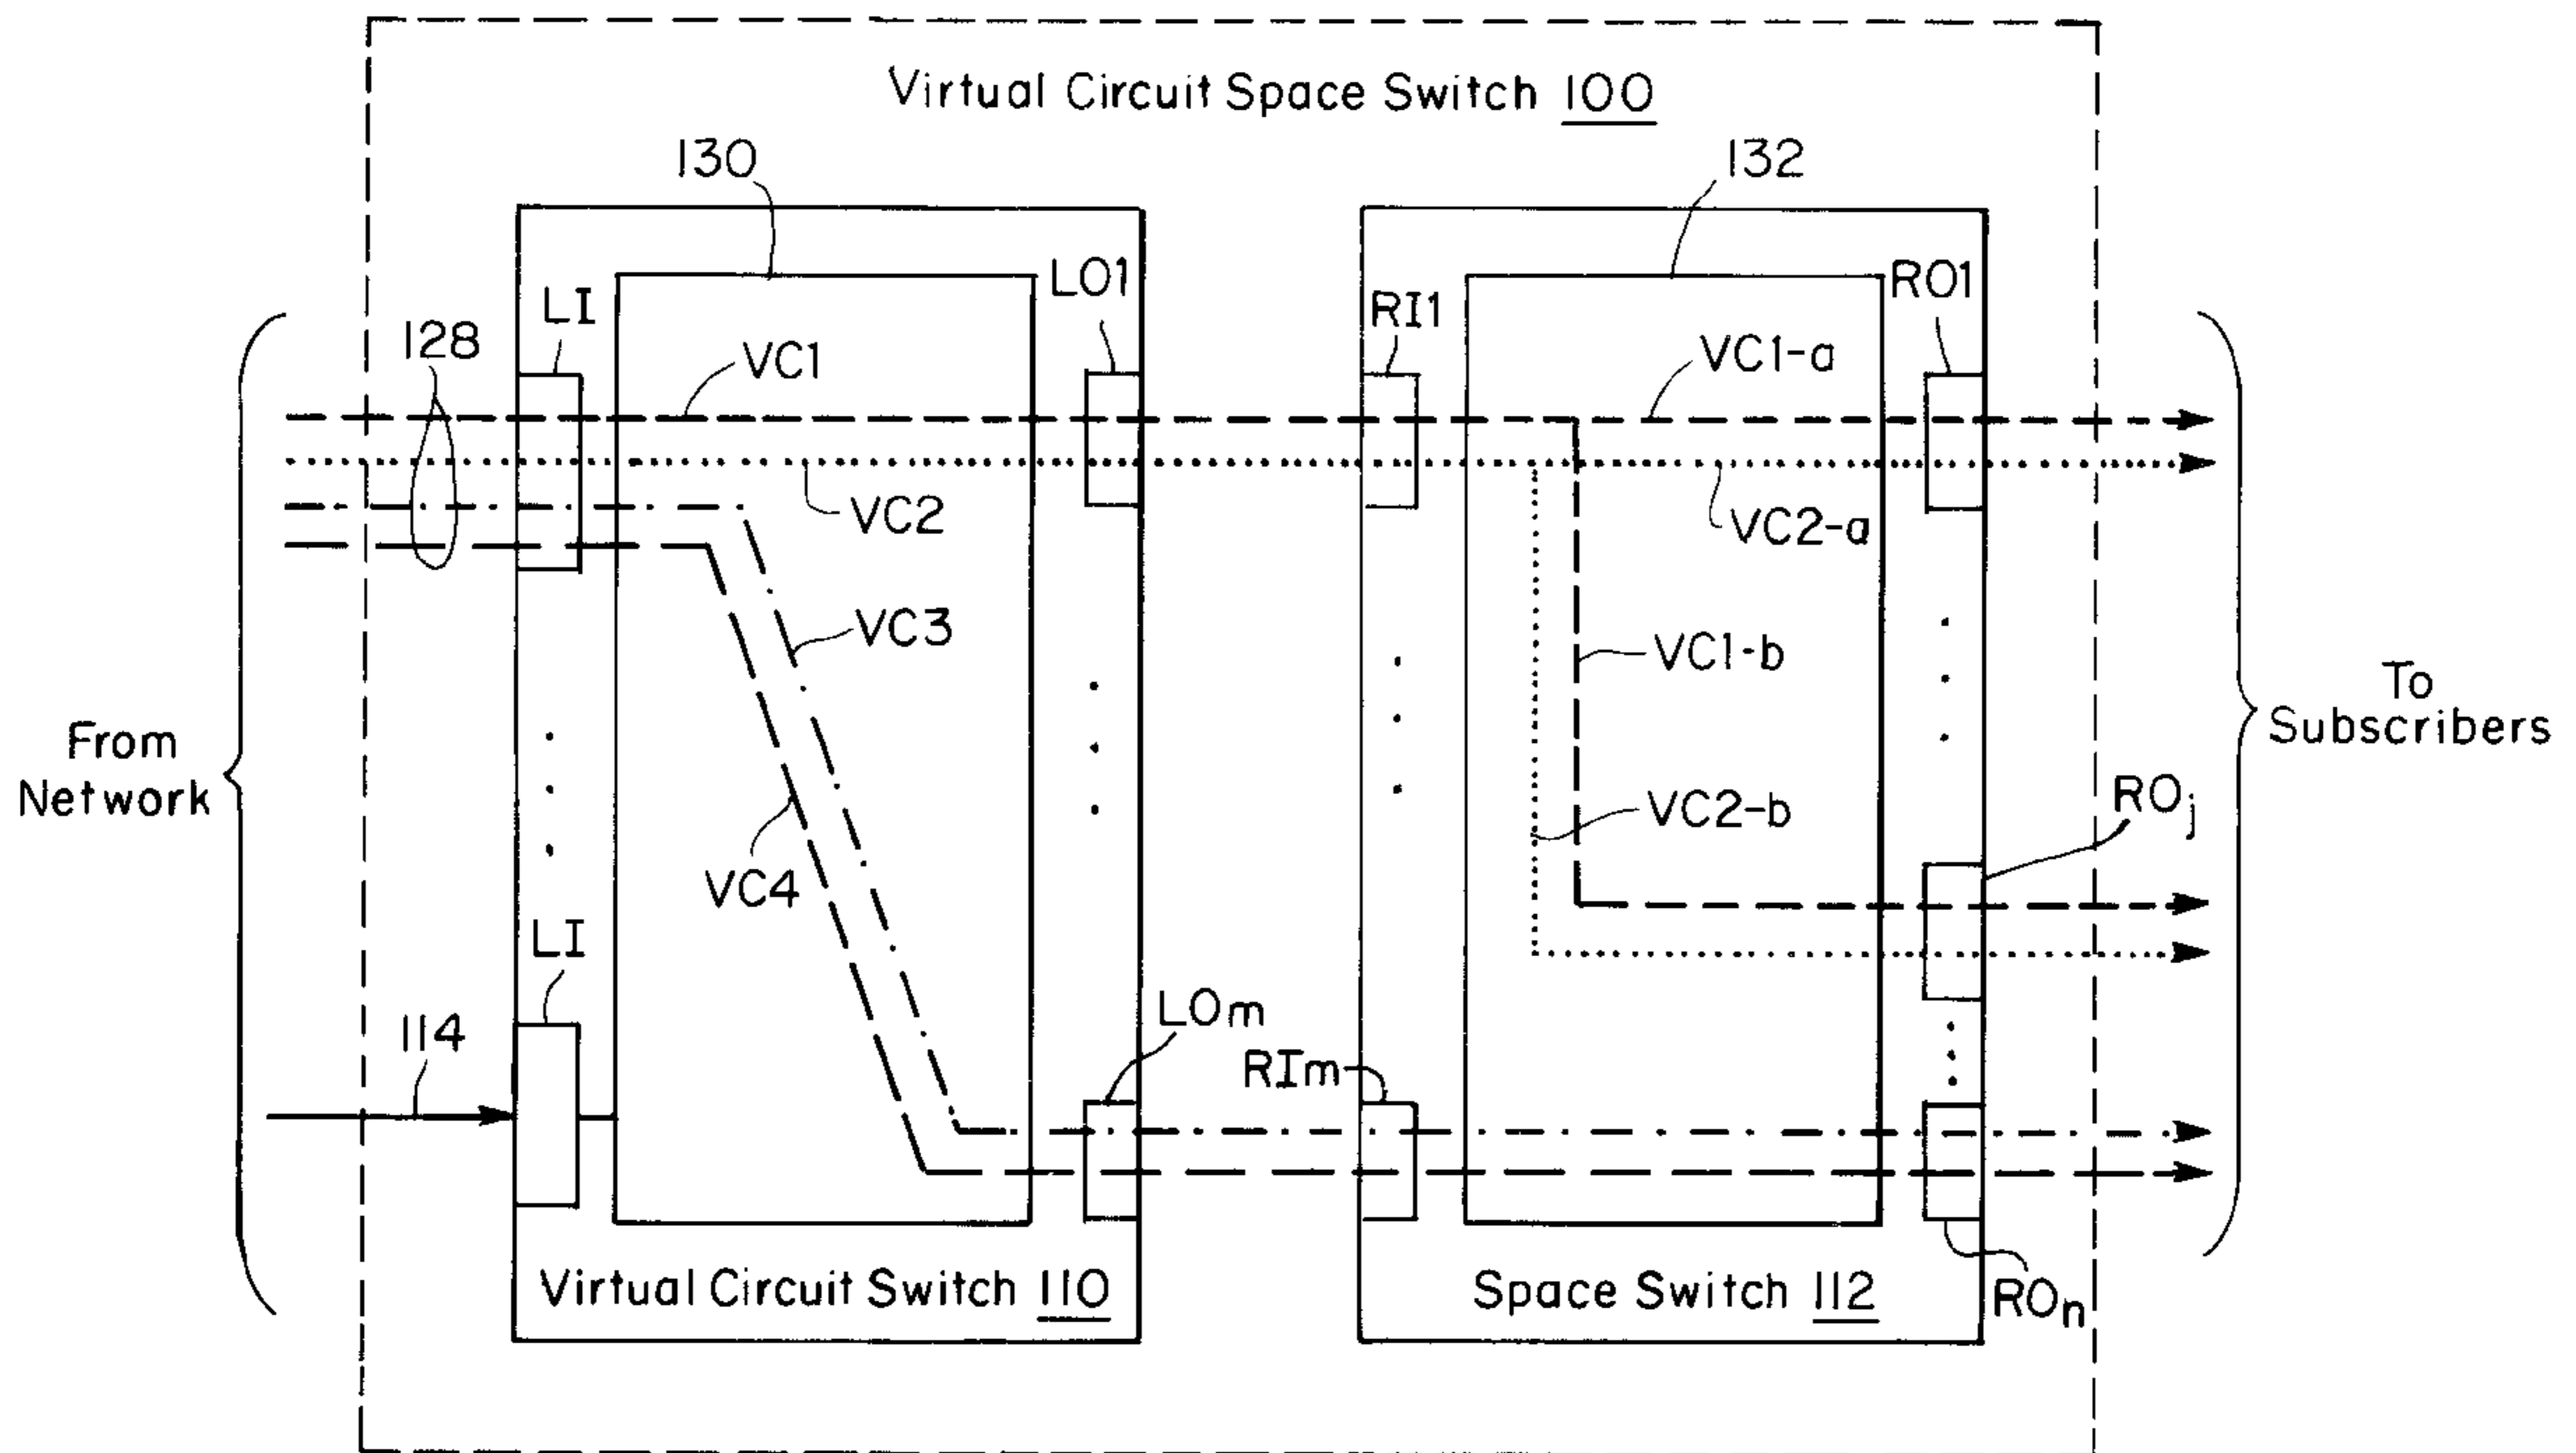 Virtual Circuit Space Switch 100
130
132
LI
LO1
RI1
RO1
128
VC1
VC1-a
VC2
VC2-a
VC3
VC1-b
From
Network
To
Subscribers
VC4
VC2-b
ROj
LI
114
LOm
RIm
Virtual Circuit Switch 110
Space Switch 112
ROn